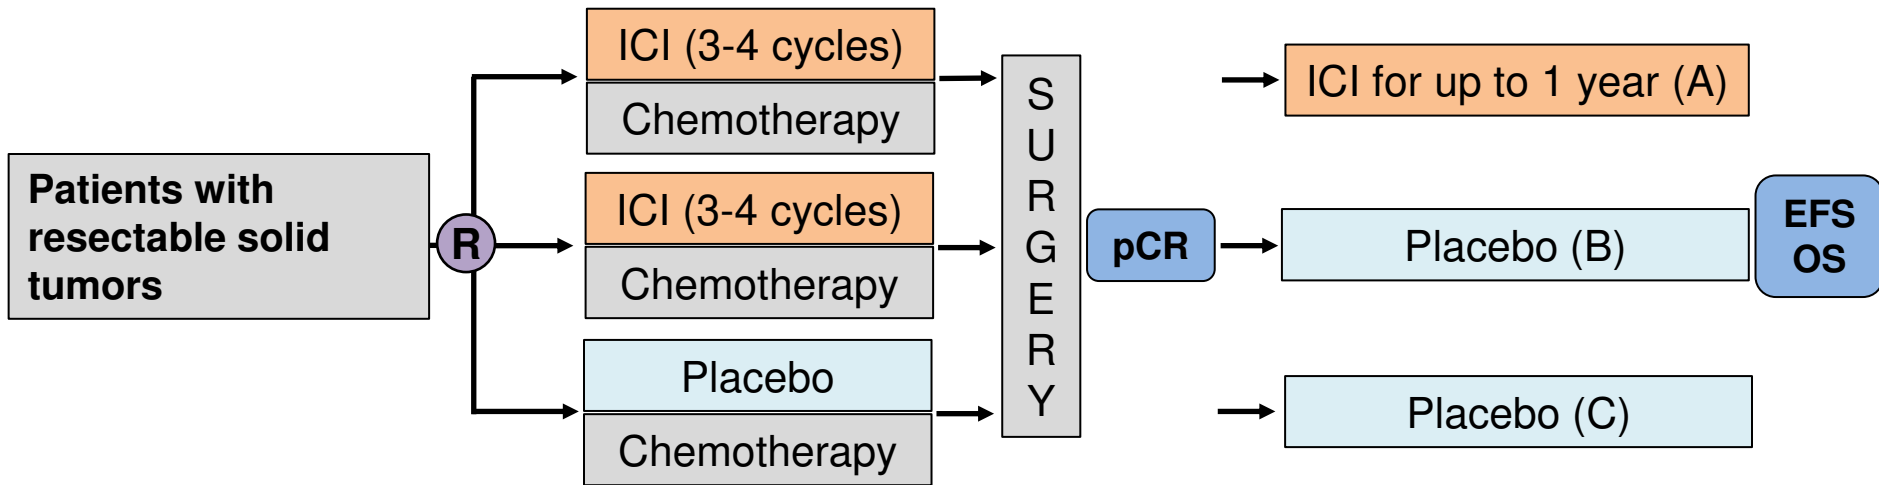 Patients with
resectable solid
tumors
R
ICI (3-4 cycles)
Chemotherapy
ICI (3-4 cycles)
Chemotherapy
Placebo
Chemotherapy
S
U
R
G
E
R
Y
pCR
ICI for up to 1 year (A)
Placebo (B)
Placebo (C)
EFS
OS